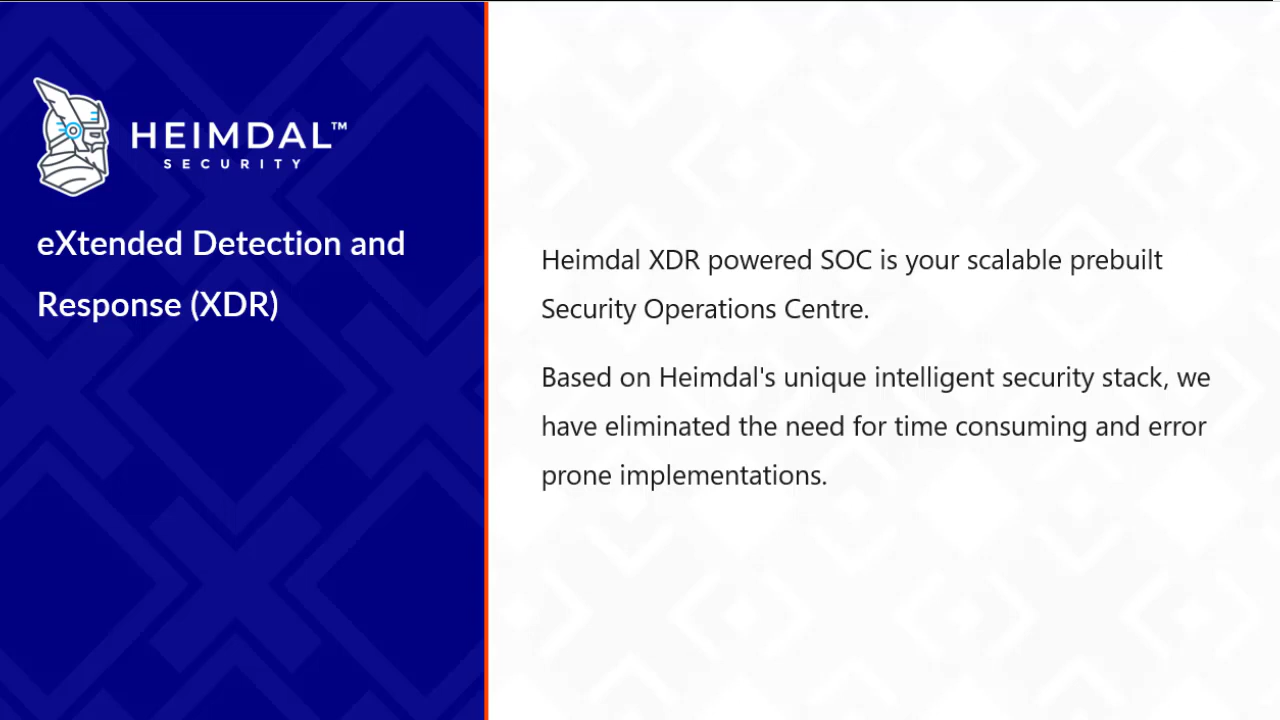 HEIMDAL™
SECURITY
eXtended Detection and
Response (XDR)
Heimdal XDR powered SOC is your scalable prebuilt
Security Operations Centre.
Based on Heimdal's unique intelligent security stack, we
have eliminated the need for time consuming and error
prone implementations.